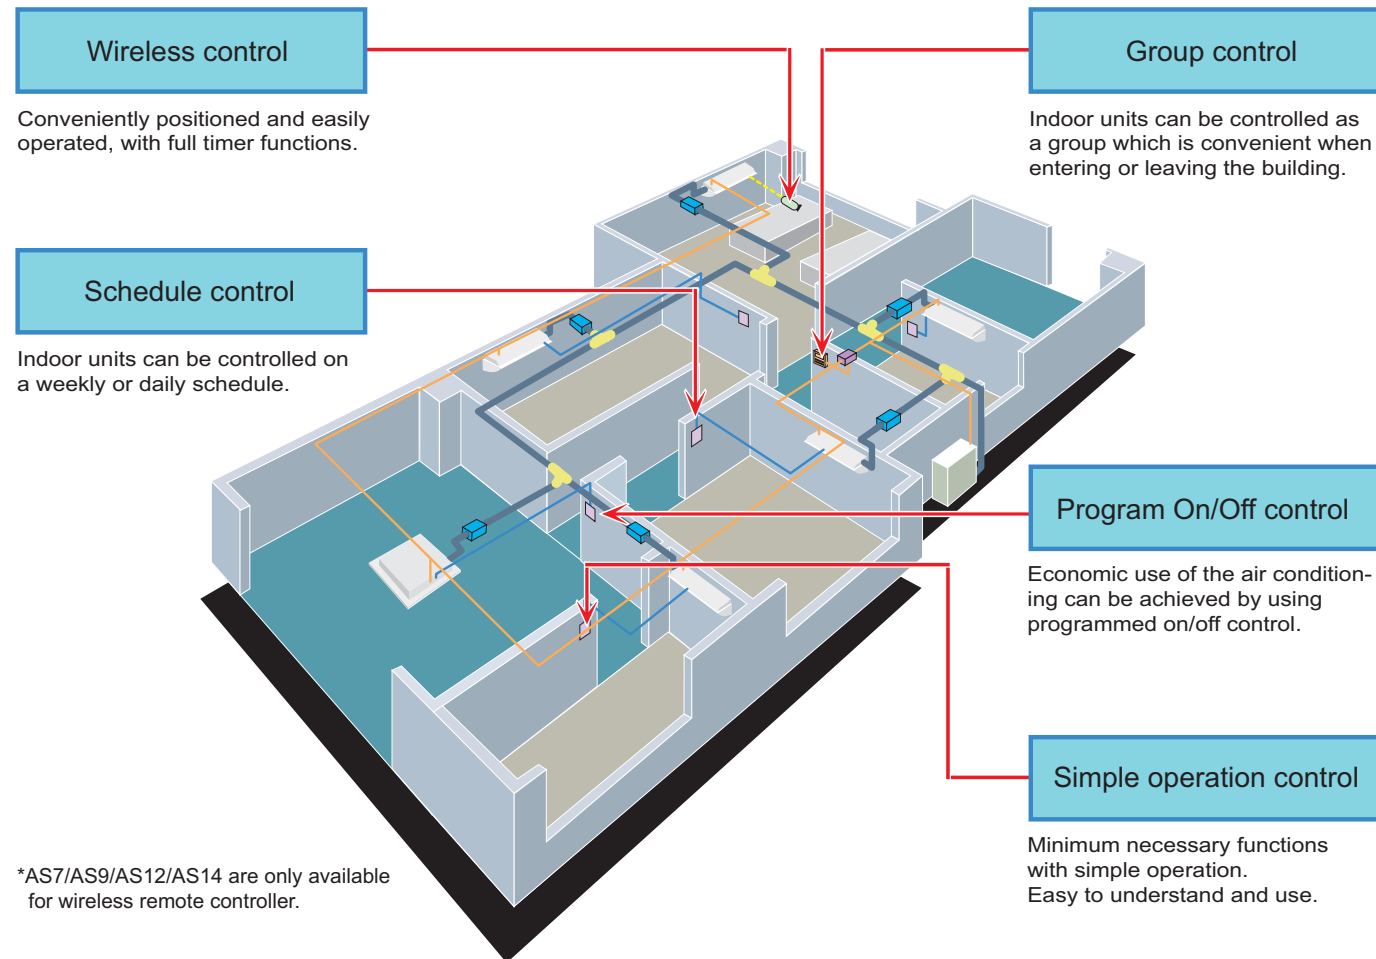 Wireless control
Conveniently positioned and easily
operated, with full timer functions.
Group control
Indoor units can be controlled as
a group which is convenient when
entering or leaving the building.
Schedule control
Indoor units can be controlled on
a weekly or daily schedule.
Program On/Off control
Economic use of the air condition-
ing can be achieved by using
programmed on/off control.
Simple operation control
Minimum necessary functions
with simple operation.
Easy to understand and use.
*AS7/AS9/AS12/AS14 are only available
for wireless remote controller.